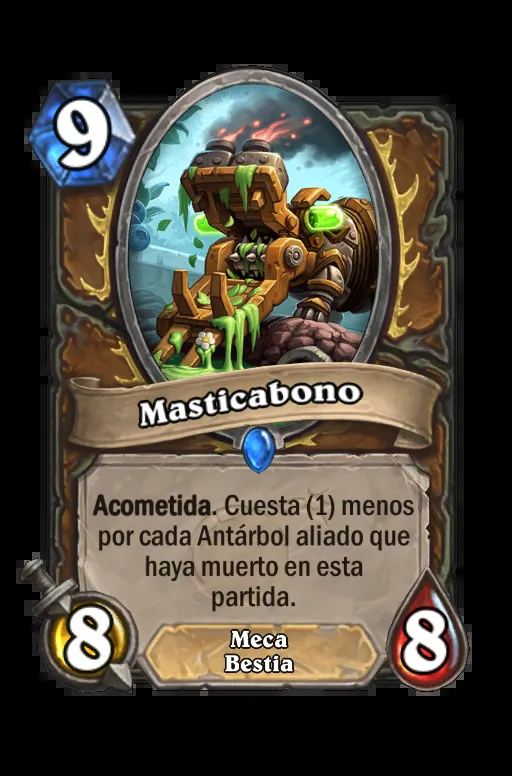 9
Masticabono
Acometida. Cuesta (1) menos
por cada Antárbol aliado que
haya muerto en esta
partida.
8
Meca
Bestia
8